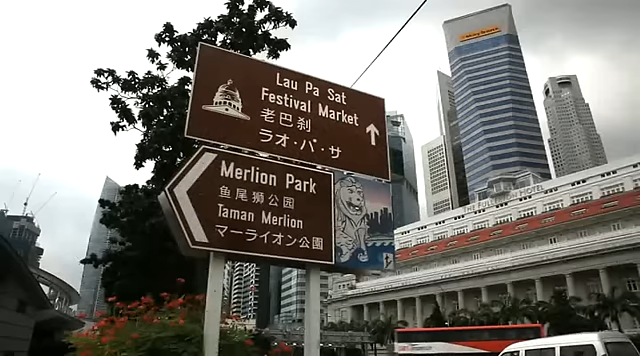 Lau Pa Sat
Festival Market
老巴刹
ラオ・パ・サ
Merlion Park
鱼尾狮公园
Taman Merlion
マーライオン公園